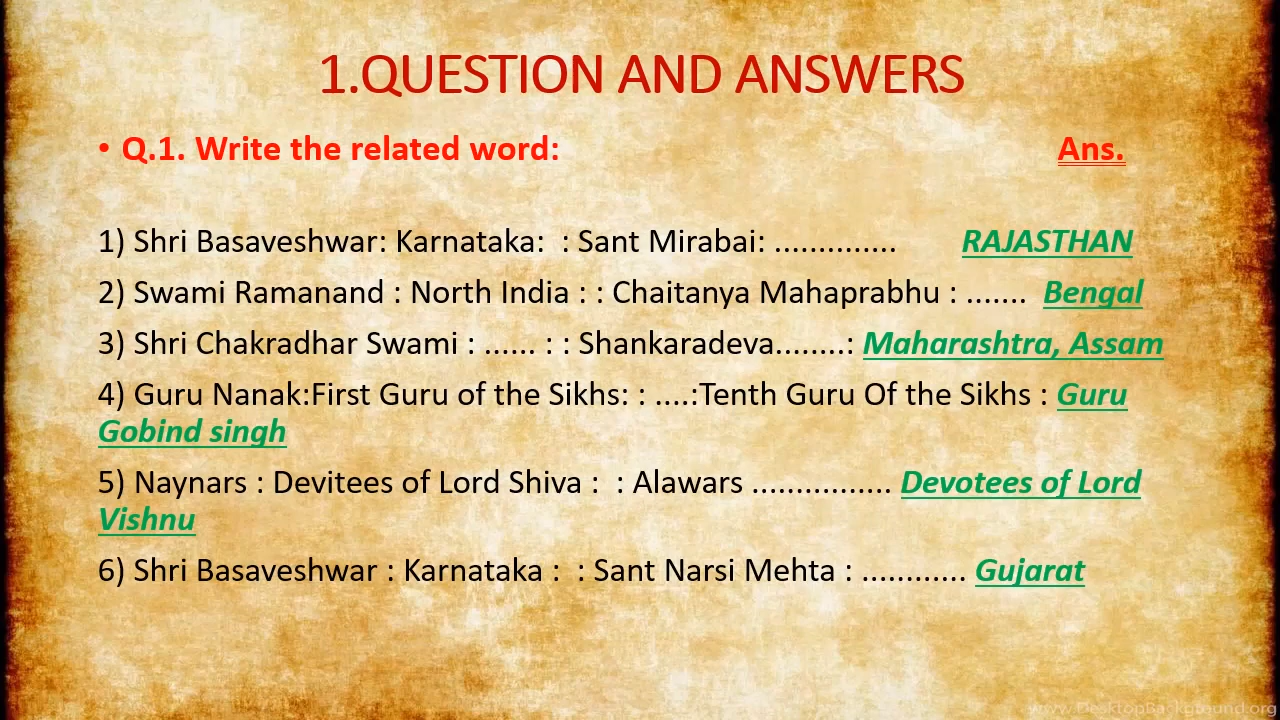 1.QUESTION AND ANSWERS
• Q.1. Write the related word: Ans.
1) Shri Basaveshwar: Karnataka:  : Sant Mirabai: .............. RAJASTHAN
2) Swami Ramanand : North India : : Chaitanya Mahaprabhu : ....... Bengal
3) Shri Chakradhar Swami : ...... : : Shankaradeva........: Maharashtra, Assam
4) Guru Nanak:First Guru of the Sikhs: : ....:Tenth Guru Of the Sikhs : Guru
Gobind singh
5) Naynars : Devitees of Lord Shiva :  : Alawars ................ Devotees of Lord
Vishnu
6) Shri Basaveshwar : Karnataka :  : Sant Narsi Mehta : ............ Gujarat
www.DesktopBackground.org